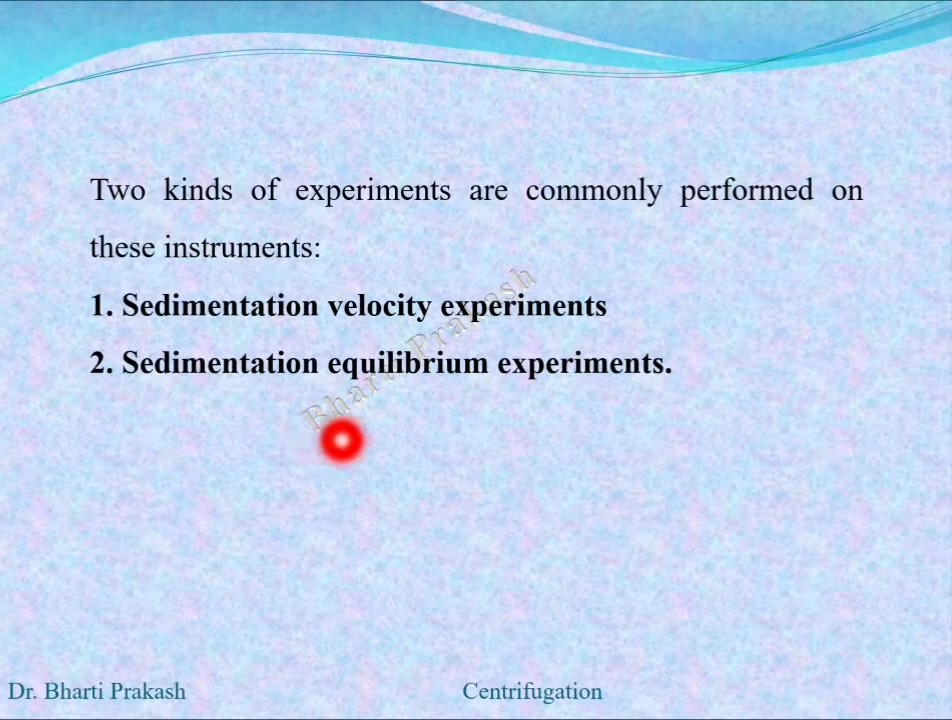 Two kinds of experiments are commonly performed on
these instruments:
1. Sedimentation velocity experiments
2. Sedimentation equilibrium experiments.
Bharti Prakash
Dr. Bharti Prakash
Centrifugation